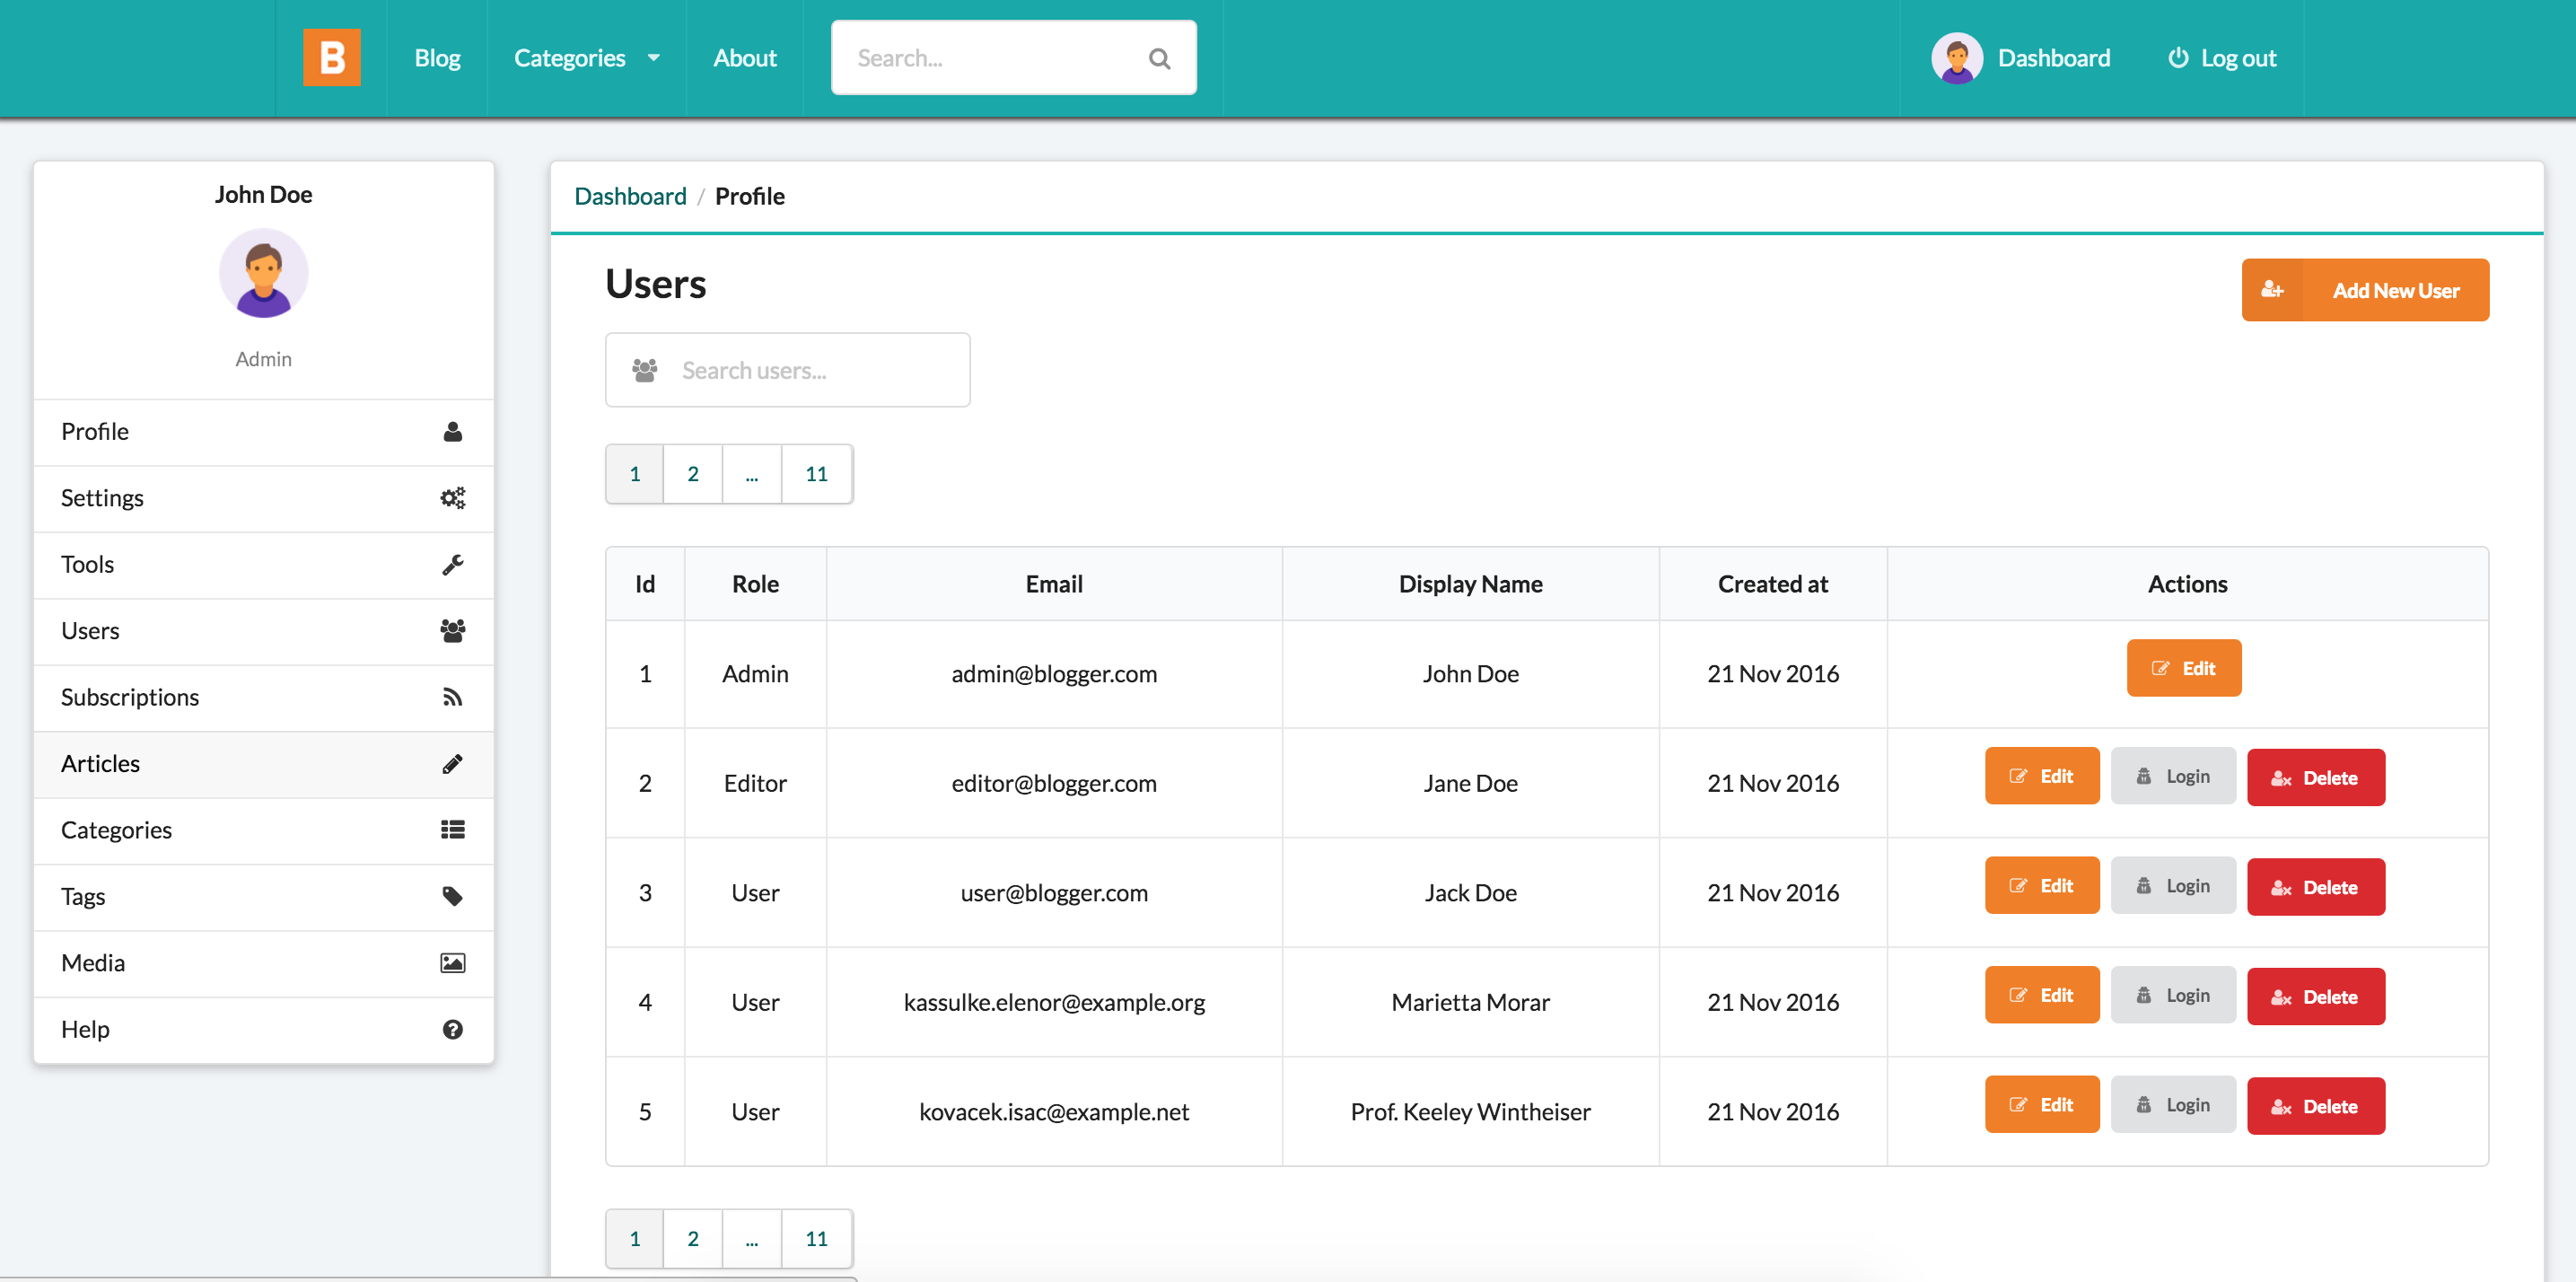 B Blog Categories About Search... Dashboard Log out
John Doe
Admin
Profile
Settings
Tools
Users
Subscriptions
Articles
Categories
Tags
Media
Help
Dashboard / Profile
Users
Add New User
Search users...
1 2 ... 11
Id Role Email Display Name Created at Actions
1 Admin admin@blogger.com John Doe 21 Nov 2016 Edit
2 Editor editor@blogger.com Jane Doe 21 Nov 2016 Edit Login Delete
3 User user@blogger.com Jack Doe 21 Nov 2016 Edit Login Delete
4 User kassulke.elenor@example.org Marietta Morar 21 Nov 2016 Edit Login Delete
5 User kovacek.isac@example.net Prof. Keeley Wintheiser 21 Nov 2016 Edit Login Delete
1 2 ... 11